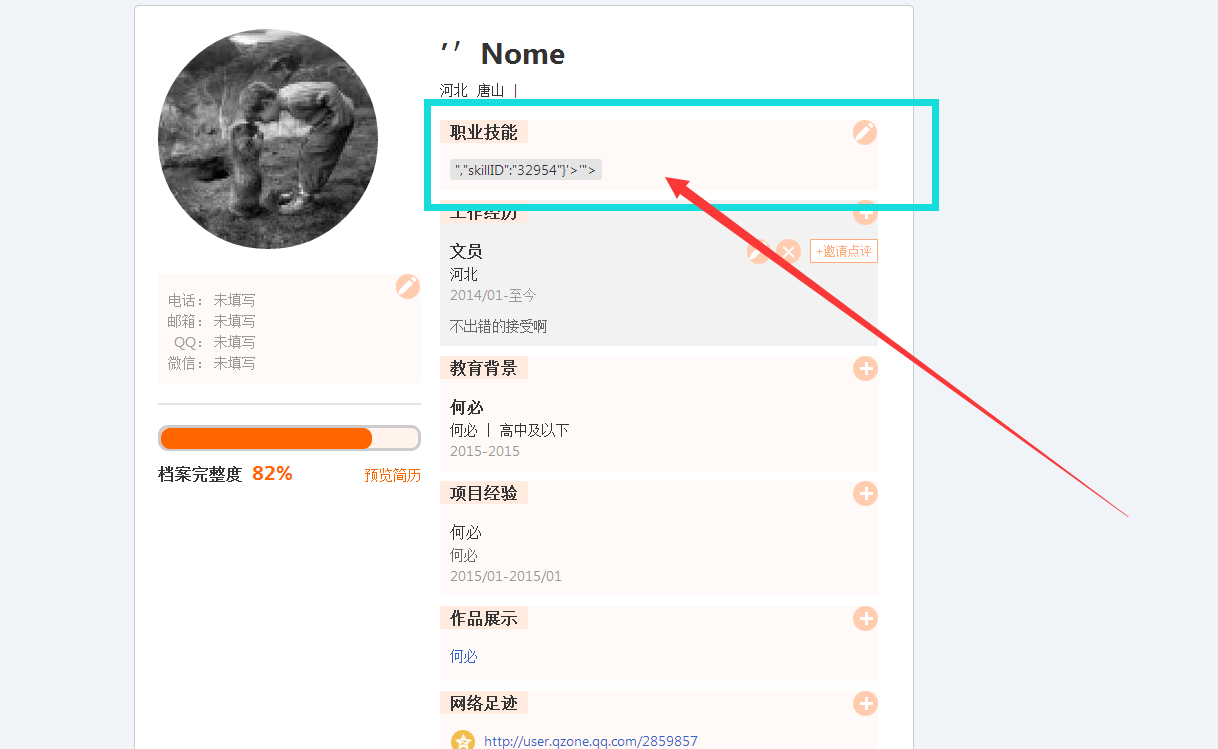 ′′ Nome
河北 唐山 |
职业技能
","skillID":"32954"}'>'">
工作经历
文员
+邀请点评
河北
2014/01-至今
不出错的接受啊
电话： 未填写
邮箱： 未填写
QQ： 未填写
微信： 未填写
档案完整度 82%
预览简历
教育背景
何必
何必 | 高中及以下
2015-2015
项目经验
何必
何必
2015/01-2015/01
作品展示
何必
网络足迹
http://user.qzone.qq.com/2859857